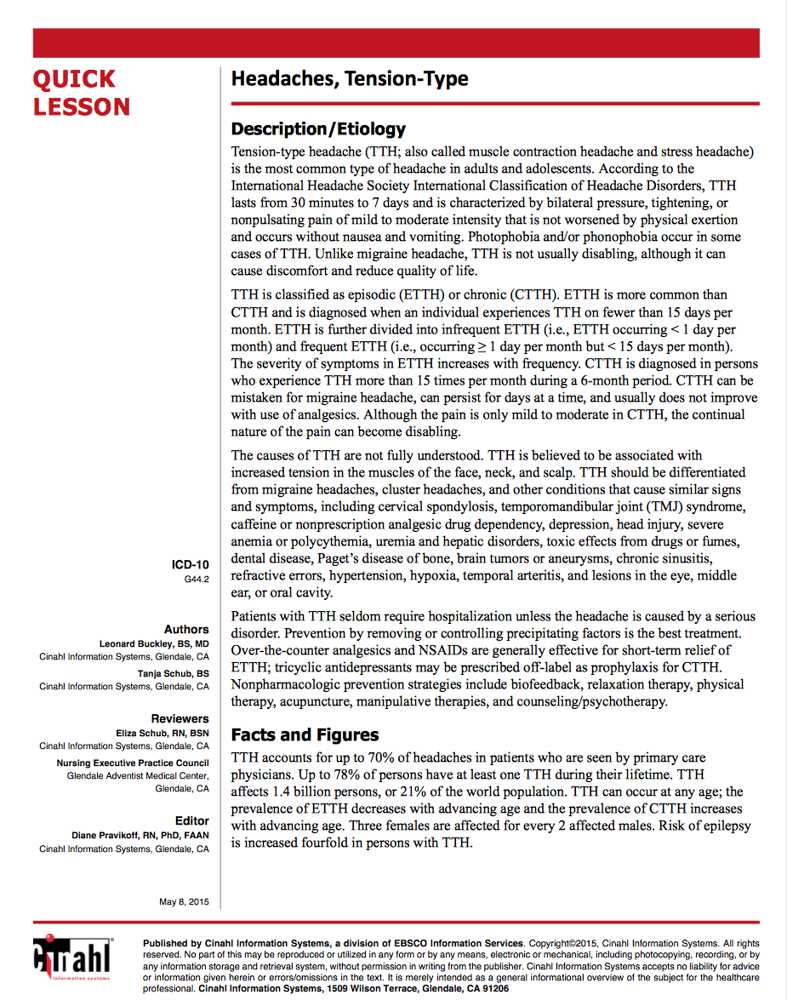 QUICK
LESSON
ICD-10
G44.2
Authors
Leonard Buckley, BS, MD
Cinahl Information Systems, Glendale, CA
Tanja Schub, BS
Cinahl Information Systems, Glendale, CA
Reviewers
Eliza Schub, RN, BSN
Cinahl Information Systems, Glendale, CA
Nursing Executive Practice Council
Glendale Adventist Medical Center,
Glendale, CA
Editor
Diane Pravikoff, RN, PhD, FAAN
Cinahl Information Systems, Glendale, CA
May 8, 2015
Headaches, Tension-Type
Description/Etiology
Tension-type headache (TTH; also called muscle contraction headache and stress headache)
is the most common type of headache in adults and adolescents. According to the
International Headache Society International Classification of Headache Disorders, TTH
lasts from 30 minutes to 7 days and is characterized by bilateral pressure, tightening, or
nonpulsating pain of mild to moderate intensity that is not worsened by physical exertion
and occurs without nausea and vomiting. Photophobia and/or phonophobia occur in some
cases of TTH. Unlike migraine headache, TTH is not usually disabling, although it can
cause discomfort and reduce quality of life.
TTH is classified as episodic (ETTH) or chronic (CTTH). ETTH is more common than
CTTH and is diagnosed when an individual experiences TTH on fewer than 15 days per
month. ETTH is further divided into infrequent ETTH (i.e., ETTH occurring < 1 day per
month) and frequent ETTH (i.e., occurring ≥ 1 day per month but < 15 days per month).
The severity of symptoms in ETTH increases with frequency. CTTH is diagnosed in persons
who experience TTH more than 15 times per month during a 6-month period. CTTH can be
mistaken for migraine headache, can persist for days at a time, and usually does not improve
with use of analgesics. Although the pain is only mild to moderate in CTTH, the continual
nature of the pain can become disabling.
The causes of TTH are not fully understood. TTH is believed to be associated with
increased tension in the muscles of the face, neck, and scalp. TTH should be differentiated
from migraine headaches, cluster headaches, and other conditions that cause similar signs
and symptoms, including cervical spondylosis, temporomandibular joint (TMJ) syndrome,
caffeine or nonprescription analgesic drug dependency, depression, head injury, severe
anemia or polycythemia, uremia and hepatic disorders, toxic effects from drugs or fumes,
dental disease, Paget’s disease of bone, brain tumors or aneurysms, chronic sinusitis,
refractive errors, hypertension, hypoxia, temporal arteritis, and lesions in the eye, middle
ear, or oral cavity.
Patients with TTH seldom require hospitalization unless the headache is caused by a serious
disorder. Prevention by removing or controlling precipitating factors is the best treatment.
Over-the-counter analgesics and NSAIDs are generally effective for short-term relief of
ETTH; tricyclic antidepressants may be prescribed off-label as prophylaxis for CTTH.
Nonpharmacologic prevention strategies include biofeedback, relaxation therapy, physical
therapy, acupuncture, manipulative therapies, and counseling/psychotherapy.
Facts and Figures
TTH accounts for up to 70% of headaches in patients who are seen by primary care
physicians. Up to 78% of persons have at least one TTH during their lifetime. TTH
affects 1.4 billion persons, or 21% of the world population. TTH can occur at any age; the
prevalence of ETTH decreases with advancing age and the prevalence of CTTH increases
with advancing age. Three females are affected for every 2 affected males. Risk of epilepsy
is increased fourfold in persons with TTH.
Cinahl
information systems
Published by Cinahl Information Systems, a division of EBSCO Information Services. Copyright©2015, Cinahl Information Systems. All rights
reserved. No part of this may be reproduced or utilized in any form or by any means, electronic or mechanical, including photocopying, recording, or by
any information storage and retrieval system, without permission in writing from the publisher. Cinahl Information Systems accepts no liability for advice
or information given herein or errors/omissions in the text. It is merely intended as a general informational overview of the subject for the healthcare
professional. Cinahl Information Systems, 1509 Wilson Terrace, Glendale, CA 91206